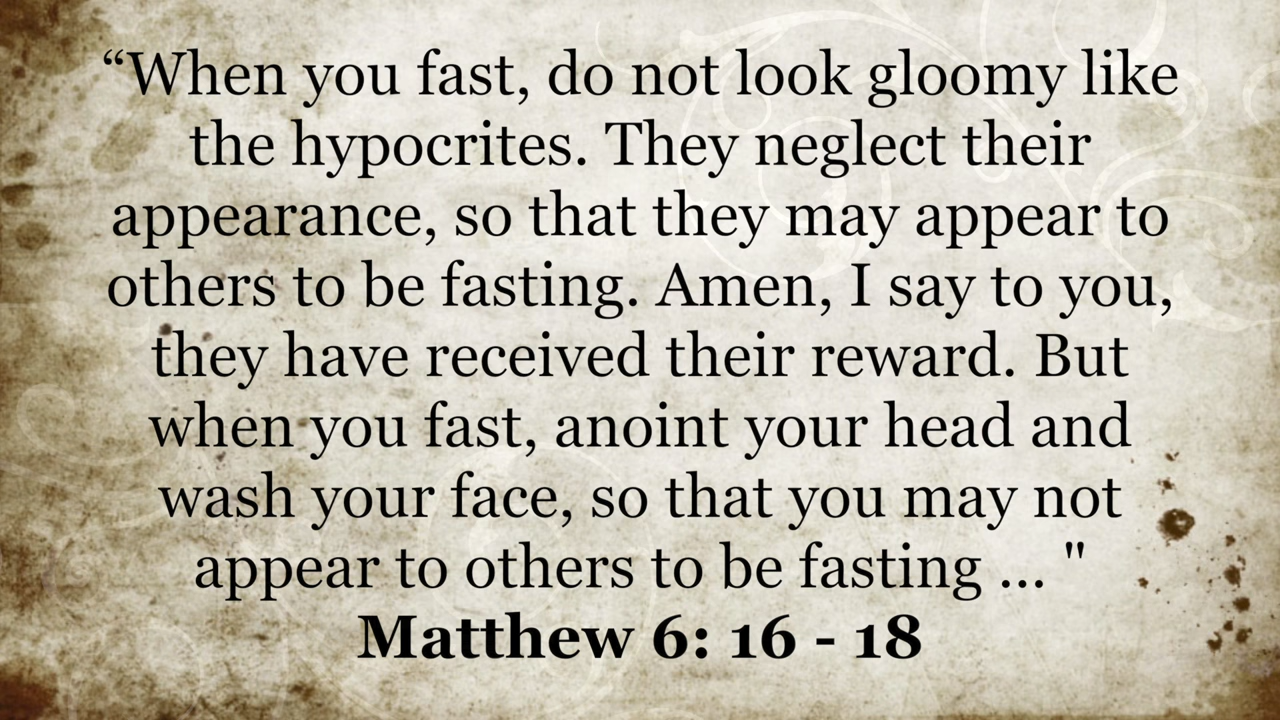 “When you fast, do not look gloomy like
the hypocrites. They neglect their
appearance, so that they may appear to
others to be fasting. Amen, I say to you,
they have received their reward. But
when you fast, anoint your head and
wash your face, so that you may not
appear to others to be fasting ... "
Matthew 6: 16 - 18